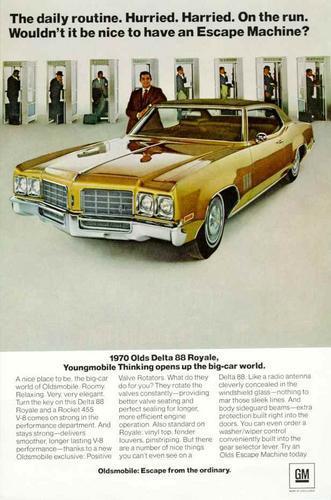 The daily routine. Hurried. Harried. On the run.
Wouldn't it be nice to have an Escape Machine?
1970 Olds Delta 88 Royale,
Youngmobile Thinking opens up the big-car world.
A nice place to be, the big-car
world of Oldsmobile. Roomy.
Relaxing. Very, very elegant.
Turn the key on this Delta 88
Royale and a Rocket 455
V-8 comes on strong in the
performance department. And
stays strong—delivers
smoother, longer lasting V-8
performance—thanks to a new
Oldsmobile exclusive: Positive
Valve Rotators. What do they
do for you? They rotate the
valves constantly—providing
better valve seating and
perfect sealing for longer,
more efficient engine
operation. Also standard on
Royale: vinyl top, fender
louvers, pinstriping. But there
are a number of nice things
you can't even see on a
Delta 88. Like a radio antenna
cleverly concealed in the
windshield glass—nothing to
mar those sleek lines. And
body side guard beams—extra
protection built right into the
doors. You can even order a
washer/wiper control
conveniently built into the
gear selector lever. Try an
Olds Escape Machine today
Oldsmobile: Escape from the ordinary.
GM